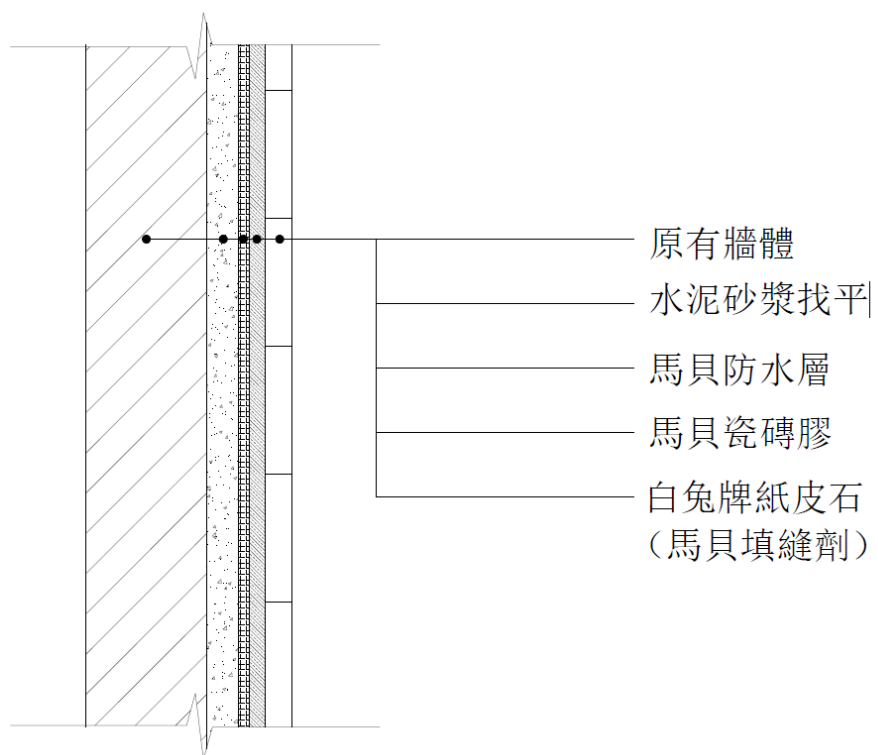 原有牆體
水泥砂漿找平
馬貝防水層
馬貝瓷磚膠
白兔牌紙皮石
（馬貝填縫劑）